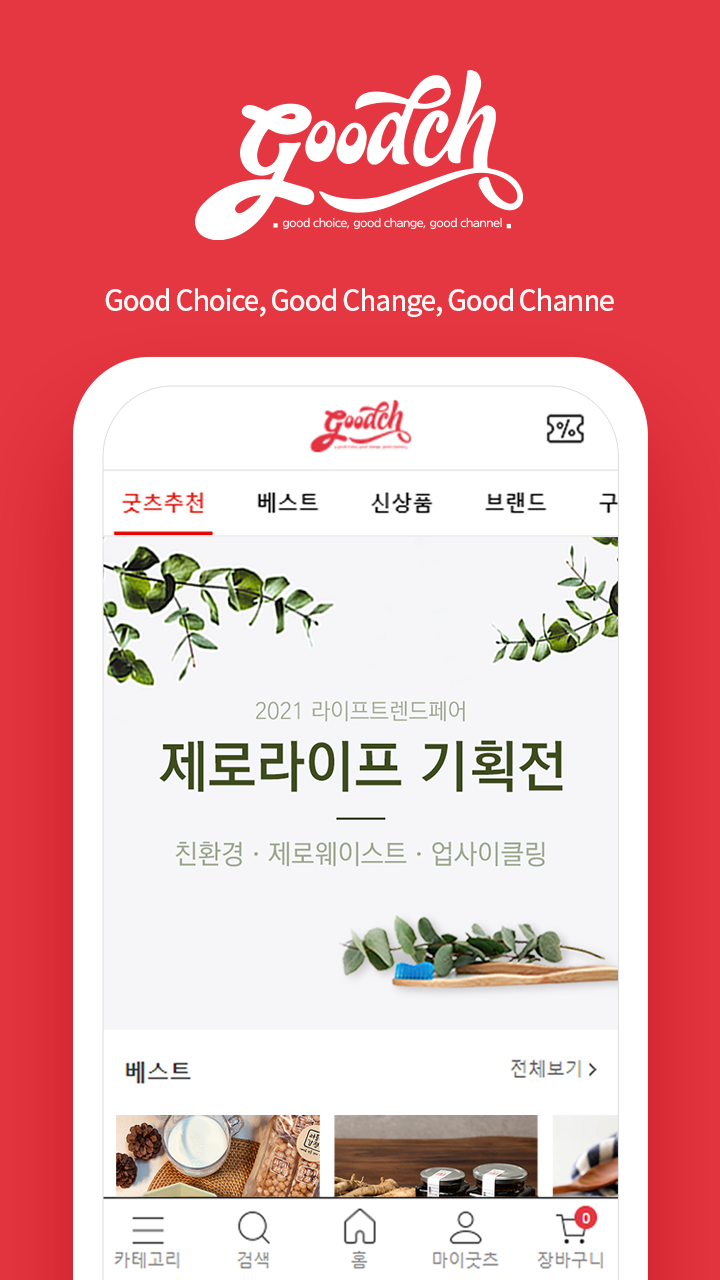 Goodch
good choice, good change, good channel
Good Choice, Good Change, Good Channe
Goodch
%
굿츠추천 베스트 신상품 브랜드 구
2021 라이프트렌드페어
제로라이프 기획전
친환경 · 제로웨이스트 · 업사이클링
베스트 전체보기 >
0
카테고리 검색 홈 마이굿츠 장바구니